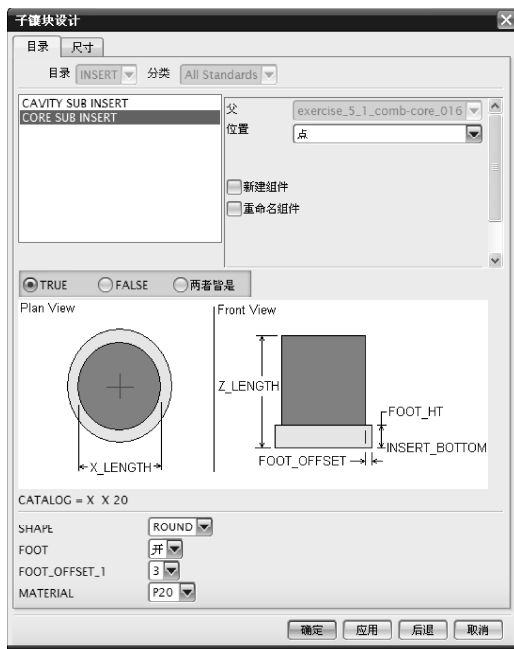 子镶块设计
目录 尺寸
目录 INSERT 分类 All Standards
CAVITY SUB INSERT
CORE SUB INSERT
父 exercise_5_1_comb-core_016
位置 点
新建组件
重命名组件
TRUE FALSE 两者皆是
Plan View
X_LENGTH
Front View
Z_LENGTH
FOOT_HT
INSERT_BOTTOM
FOOT_OFFSET
CATALOG = X X 20
SHAPE ROUND
FOOT 开
FOOT_OFFSET_1 3
MATERIAL P20
确定 应用 后退 取消